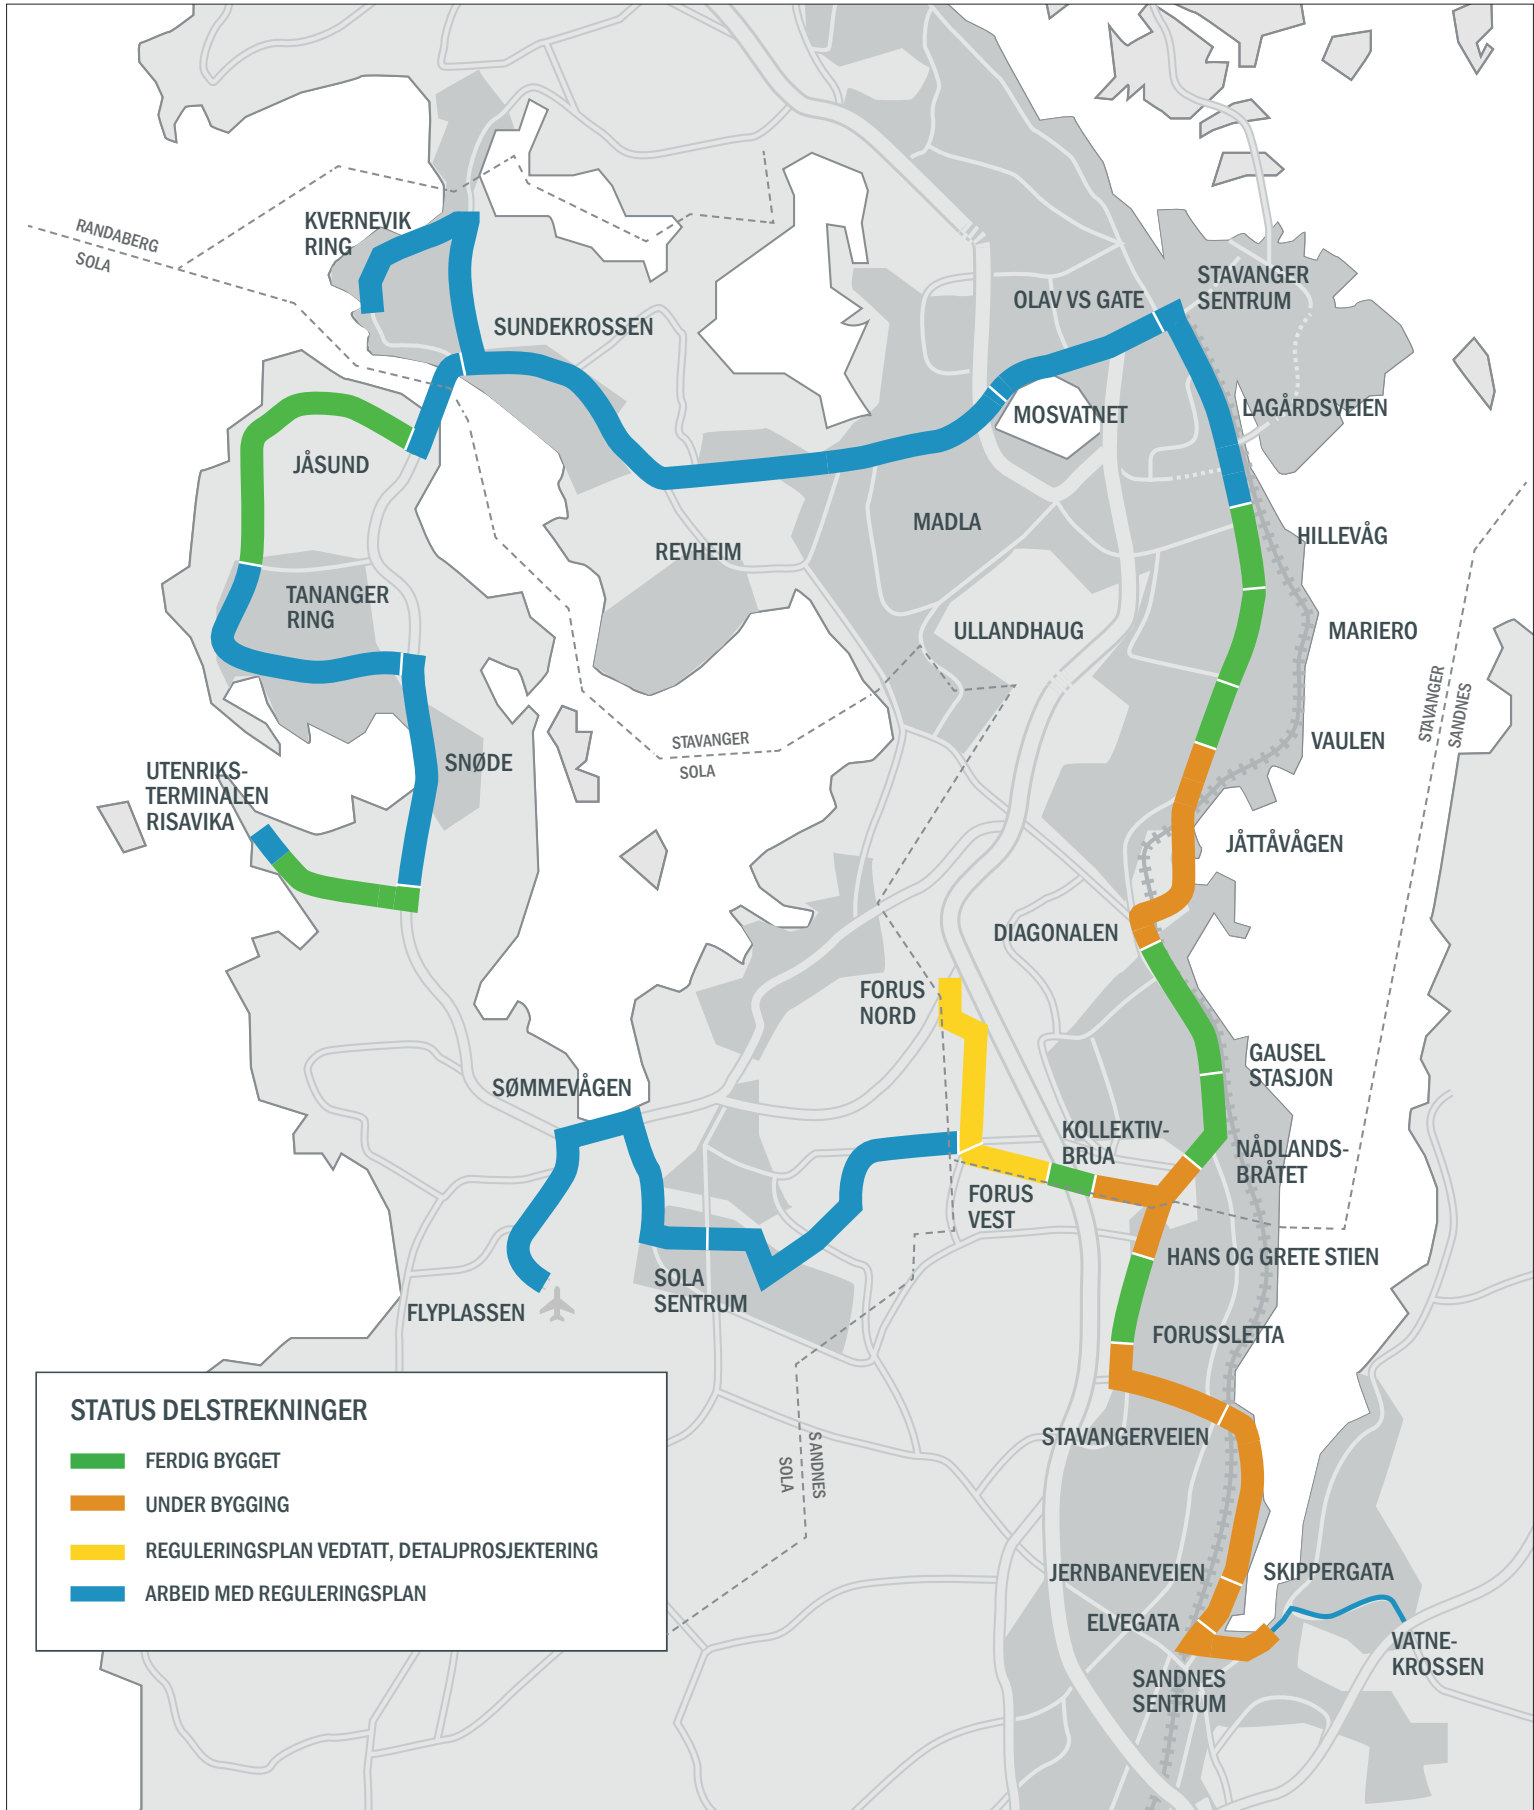 RANDABERG
SOLA
KVERNEVIK
RING
SUNDEKROSSEN
OLAV VS GATE
STAVANGER
SENTRUM
MOSVATNET
LAGÅRDSVEIEN
JÅSUND
MADLA
HILLEVÅG
REVHEIM
TANANGER
RING
ULLANDHAUG
MARIERO
STAVANGER
SANDNES
STAVANGER
SOLA
VAULEN
SNØDE
UTENRIKS-
TERMINALEN
RISAVIKA
JÅTTÅVÅGEN
DIAGONALEN
FORUS
NORD
GAUSEL
STASJON
SØMMEVÅGEN
KOLLEKTIV-
BRUA
NÅDLANDS-
BRÅTET
FORUS
VEST
HANS OG GRETE STIEN
SOLA
SENTRUM
FLYPLASSEN
FORUSSLETTA
STAVANGERVEIEN
SOLA
SANDNES
STATUS DELSTREKNINGER
FERDIG BYGGET
UNDER BYGGING
REGULERINGSPLAN VEDTATT, DETALJPROSJEKTERING
ARBEID MED REGULERINGSPLAN
JERNBANEVEIEN
SKIPPERGATA
ELVEGATA
VATNE-
KROSSEN
SANDNES
SENTRUM